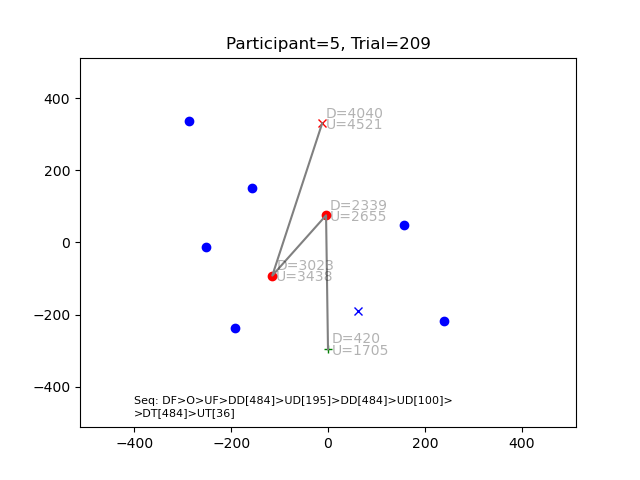 Participant=5, Trial=209
400
200
0
−200
−400
−400
−200
0
200
400
D=4040
U=4521
D=2339
U=2655
D=3023
U=3438
D=420
U=1705
Seq: DF>O>UF>DD[484]>UD[195]>DD[484]>UD[100]>
>DT[484]>UT[36]